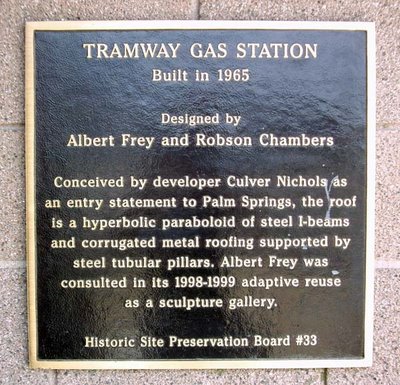 TRAMWAY GAS STATION
Built in 1965
Designed by
Albert Frey and Robson Chambers
Conceived by developer Culver Nichols as
an entry statement to Palm Springs, the roof
is a hyperbolic paraboloid of steel I-beams
and corrugated metal roofing supported by
steel tubular pillars. Albert Frey was
consulted in its 1998-1999 adaptive reuse
as a sculpture gallery.
Historic Site Preservation Board #33